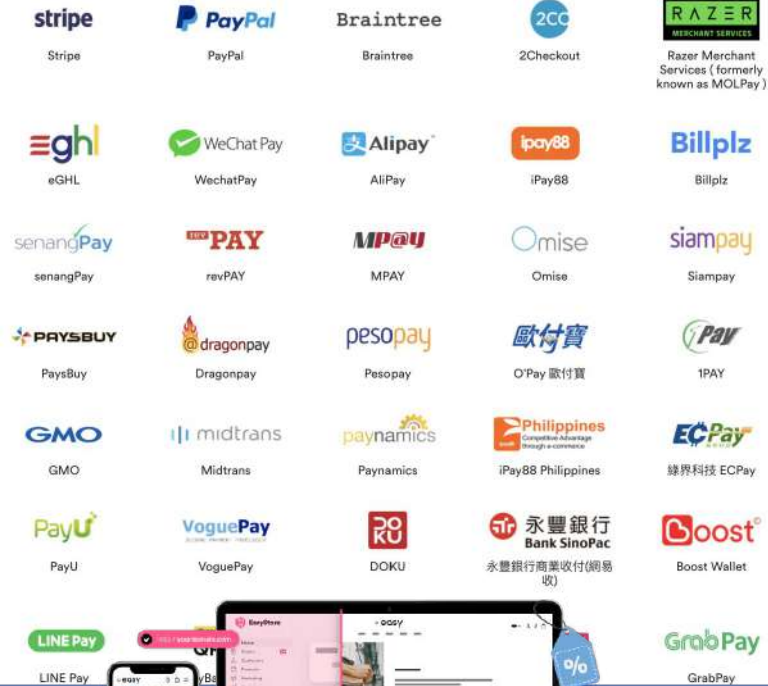 stripe
PayPal
Braintree
2CO
RAZER
MERCHANT SERVICES
Stripe
PayPal
Braintree
2Checkout
Razer Merchant
Services ( formerly
known as MOLPay )
eghl
WeChat Pay
Alipay
ipay88
Billplz
eGHL
WechatPay
AliPay
iPay88
Billplz
senangPay
rev PAY
MP@y
Omise
siampay
senangPay
revPAY
MPAY
Omise
Siampay
PAYSBUY
@dragonpay
pesopay
歐付寶
1Pay
PaysBuy
Dragonpay
Pesopay
O'Pay 歐付寶
1PAY
GMO
midtrans
paynamics
Philippines
Competitive Advantage
through e-commerce
ECPay
GMO
Midtrans
Paynamics
iPay88 Philippines
綠界科技 ECPay
PayU
VoguePay
DOKU
永豐銀行
Bank SinoPac
Boost
PayU
VoguePay
DOKU
永豐銀行商業收付(網易
收)
Boost Wallet
LINE Pay
EasyStore
easy
GrabPay
LINE Pay
easy
%
GrabPay